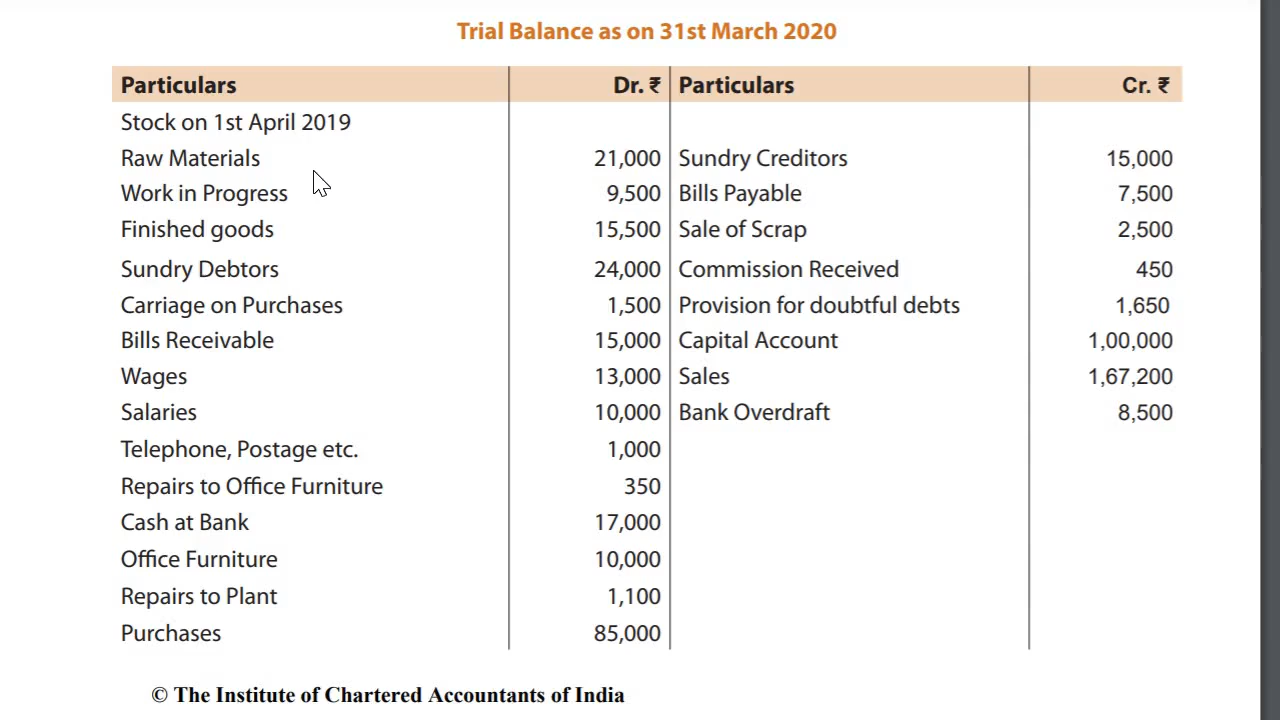 Trial Balance as on 31st March 2020
Particulars Dr. ₹ Particulars Cr. ₹
Stock on 1st April 2019
Raw Materials 21,000 Sundry Creditors 15,000
Work in Progress 9,500 Bills Payable 7,500
Finished goods 15,500 Sale of Scrap 2,500
Sundry Debtors 24,000 Commission Received 450
Carriage on Purchases 1,500 Provision for doubtful debts 1,650
Bills Receivable 15,000 Capital Account 1,00,000
Wages 13,000 Sales 1,67,200
Salaries 10,000 Bank Overdraft 8,500
Telephone, Postage etc. 1,000
Repairs to Office Furniture 350
Cash at Bank 17,000
Office Furniture 10,000
Repairs to Plant 1,100
Purchases 85,000
© The Institute of Chartered Accountants of India